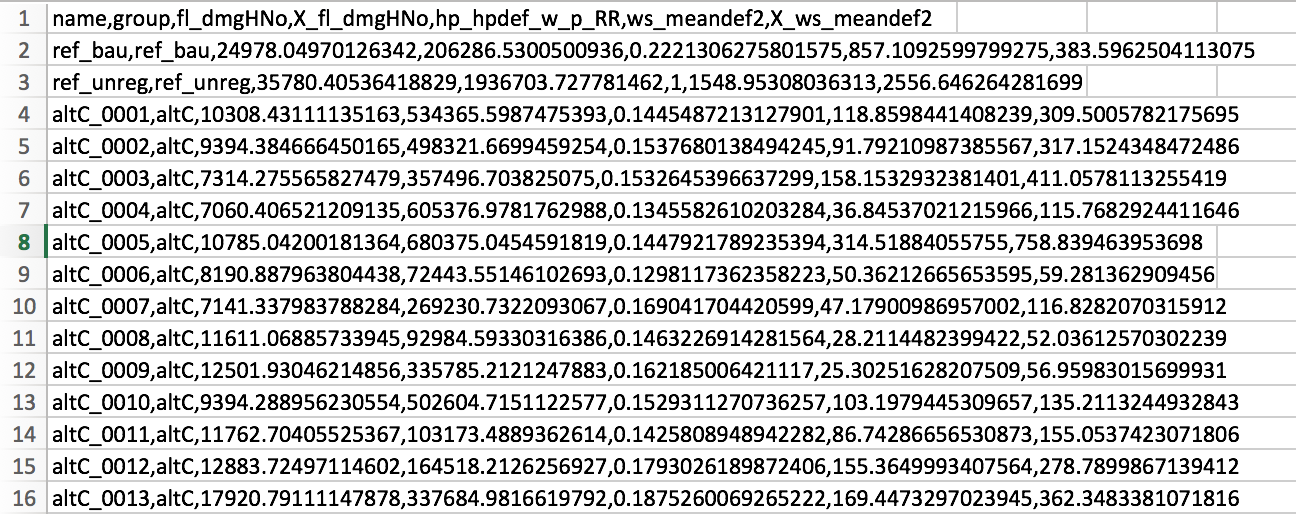 1 name,group,fl_dmgHNo,X_fl_dmgHNo,hp_hpdef_w_p_RR,ws_meandef2,X_ws_meandef2
2 ref_bau,ref_bau,24978.04970126342,206286.5300500936,0.2221306275801575,857.1092599799275,383.5962504113075
3 ref_unreg,ref_unreg,35780.40536418829,1936703.727781462,1,1548.95308036313,2556.646264281699
4 altC_0001,altC,10308.43111135163,534365.5987475393,0.1445487213127901,118.8598441408239,309.5005782175695
5 altC_0002,altC,9394.384666450165,498321.6699459254,0.1537680138494245,91.79210987385567,317.1524348472486
6 altC_0003,altC,7314.275565827479,357496.703825075,0.1532645396637299,158.1532932381401,411.0578113255419
7 altC_0004,altC,7060.406521209135,605376.9781762988,0.1345582610203284,36.84537021215966,115.7682924411646
8 altC_0005,altC,10785.04200181364,680375.0454591819,0.1447921789235394,314.51884055755,758.839463953698
9 altC_0006,altC,8190.887963804438,72443.55146102693,0.1298117362358223,50.36212665653595,59.281362909456
10 altC_0007,altC,7141.337983788284,269230.7322093067,0.169041704420599,47.17900986957002,116.8282070315912
11 altC_0008,altC,11611.06885733945,92984.59330316386,0.1463226914281564,28.2114482399422,52.03612570302239
12 altC_0009,altC,12501.93046214856,335785.2121247883,0.162185006421117,25.30251628207509,56.95983015699931
13 altC_0010,altC,9394.288956230554,502604.7151122577,0.1529311270736257,103.1979445309657,135.2113244932843
14 altC_0011,altC,11762.70405525367,103173.4889362614,0.1425808948942282,86.74286656530873,155.0537423071806
15 altC_0012,altC,12883.72497114602,164518.2126256927,0.1793026189872406,155.3649993407564,278.7899867139412
16 altC_0013,altC,17920.79111147878,337684.9816619792,0.1875260069265222,169.4473297023945,362.3483381071816